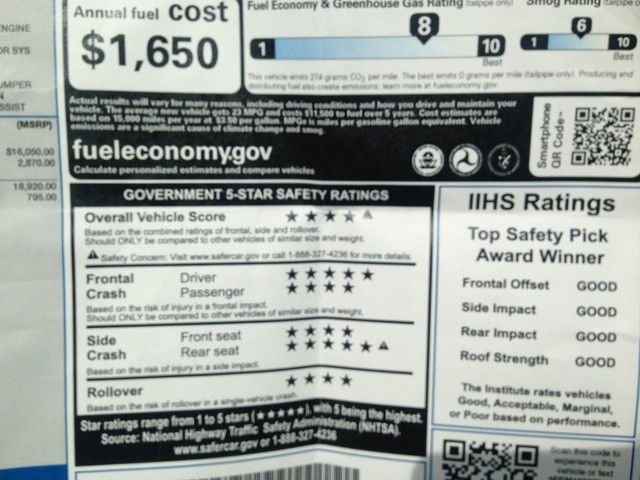 Annual fuel cost
$1,650
Fuel Economy & Greenhouse Gas Rating (tailpipe only)
Smog Rating (tailpipe o
8
1 10
Best
6
1 10
Best
This vehicle emits 274 grams CO2 per mile. The best emits 0 grams per mile (tailpipe only). Producing and
distributing fuel also create emissions; learn more at fueleconomy.gov.
Actual results will vary for many reasons, including driving conditions and how you drive and maintain your
vehicle. The average new vehicle gets 23 MPG and costs $11,500 to fuel over 5 years. Cost estimates are
based on 15,000 miles per year at per gallon. MPGe is miles per gasoline gallon equivalent. Vehicle
emissions are a significant cause of climate change and smog.
fueleconomy.gov
Calculate personalized estimates and compare vehicles
Smartphone
QR Code
ENGINE
OR SYS
UMPER
N
SSIST
(MSRP)
$16,050.00
2,870.00
18,920.00
795.00
GOVERNMENT 5-STAR SAFETY RATINGS
Overall Vehicle Score ★ ★ ★ ★
Based on the combined ratings of frontal, side and rollover.
Should ONLY be compared to other vehicles of similar size and weight.
Safety Concern: Visit www.safercar.gov or call 1-888-327-4236 for more details.
Frontal Driver ★ ★ ★ ★ ★
Crash Passenger ★ ★ ★ ★
Based on the risk of injury in a frontal impact.
Should ONLY be compared to other vehicles of similar size and weight.
Side Front seat ★ ★ ★ ★
Crash Rear seat ★ ★ ★ ★ ★
Based on the risk of injury in a side impact.
Rollover ★ ★ ★ ★
Based on the risk of rollover in a single-vehicle crash.
Star ratings range from 1 to 5 stars (★★★★★), with 5 being the highest.
Source: National Highway Traffic Safety Administration (NHTSA).
www.safercar.gov or 1-888-327-4236
IIHS Ratings
Top Safety Pick
Award Winner
Frontal Offset GOOD
Side Impact GOOD
Rear Impact GOOD
Roof Strength GOOD
The Institute rates vehicles
Good, Acceptable, Marginal,
or Poor based on performance.
Scan this code to
experience this
vehicle or text